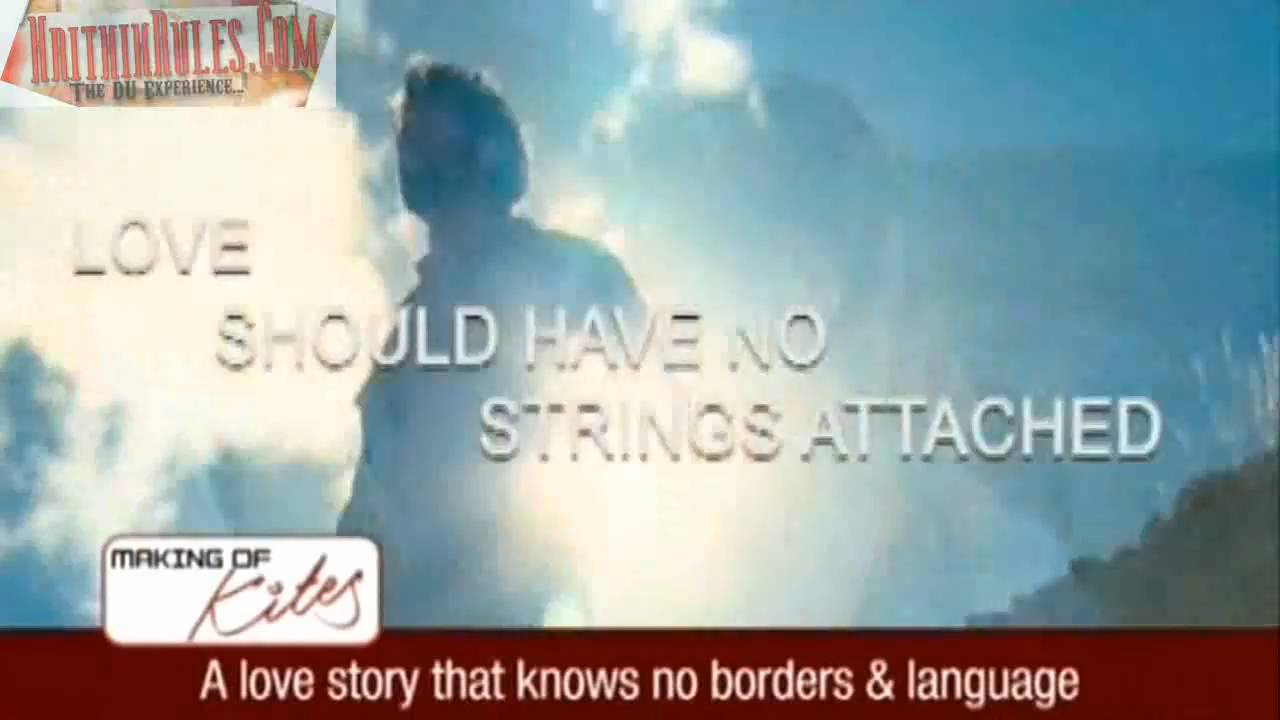 HRITHIKRULES.COM
THE DU EXPERIENCE...
LOVE
SHOULD HAVE NO
STRINGS ATTACHED
MAKING OF
Kites
A love story that knows no borders & language